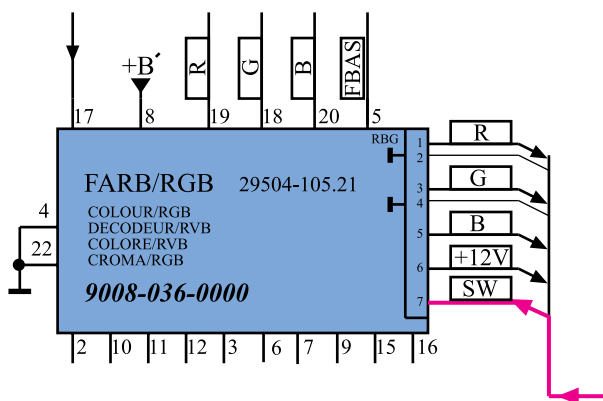 +B´
R
G
B
FBAS
17
8
19
18
20
5
RBG
1
R
2
FARB/RGB 29504-105.21
3
G
4
4
COLOUR/RGB
DECODEUR/RVB
5
B
COLORE/RVB
22
CROMA/RGB
6
+12V
9008-036-0000
7
SW
2
10
11
12
3
6
7
9
15
16